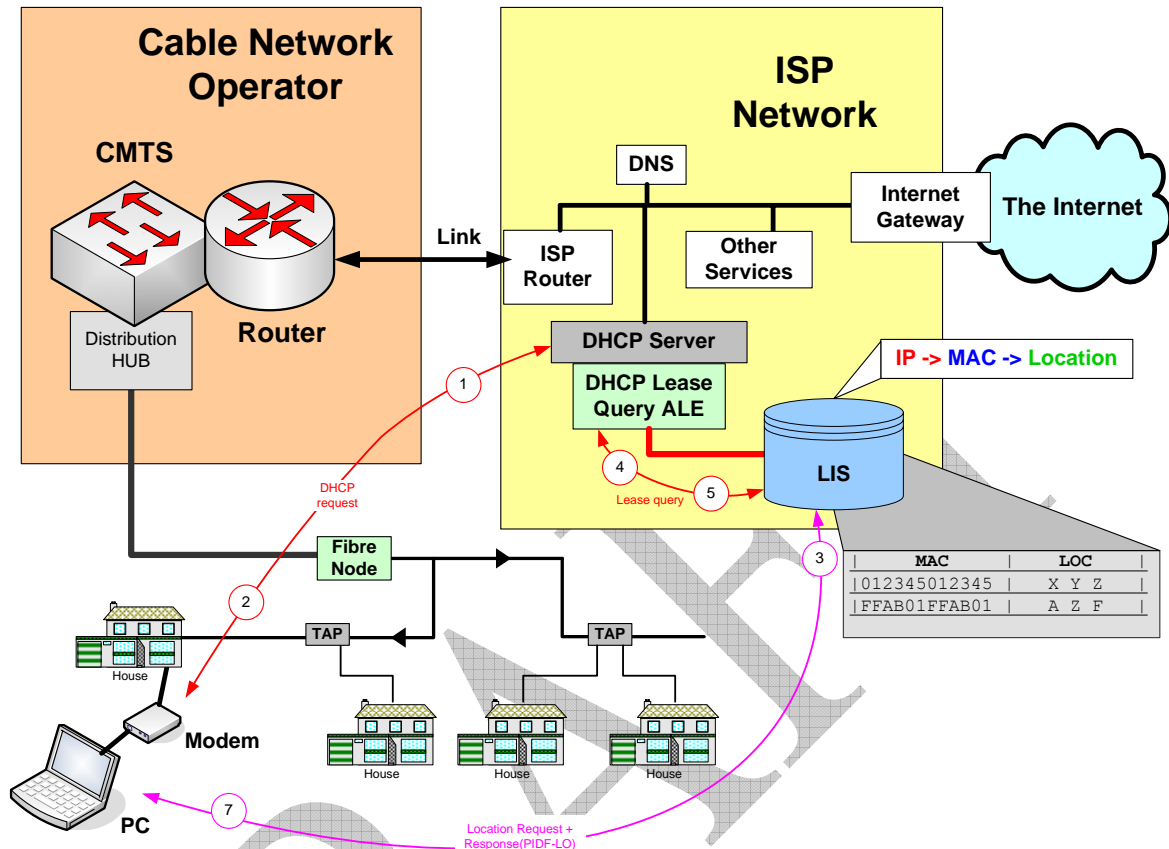 Cable Network
Operator
CMTS
Router
Distribution
HUB
Link
ISP
Network
DNS
ISP
Router
Other
Services
Internet
Gateway
The Internet
DHCP Server
DHCP Lease
Query ALE
IP -> MAC -> Location
LIS
1
4
5
Lease query
DHCP
request
2
3
| MAC | LOC |
|012345012345 | X Y Z |
|FFAB01FFAB01 | A Z F |
Fibre
Node
TAP
TAP
House
Modem
House
House
House
PC
7
Location Request +
Response(PIDF-LO)